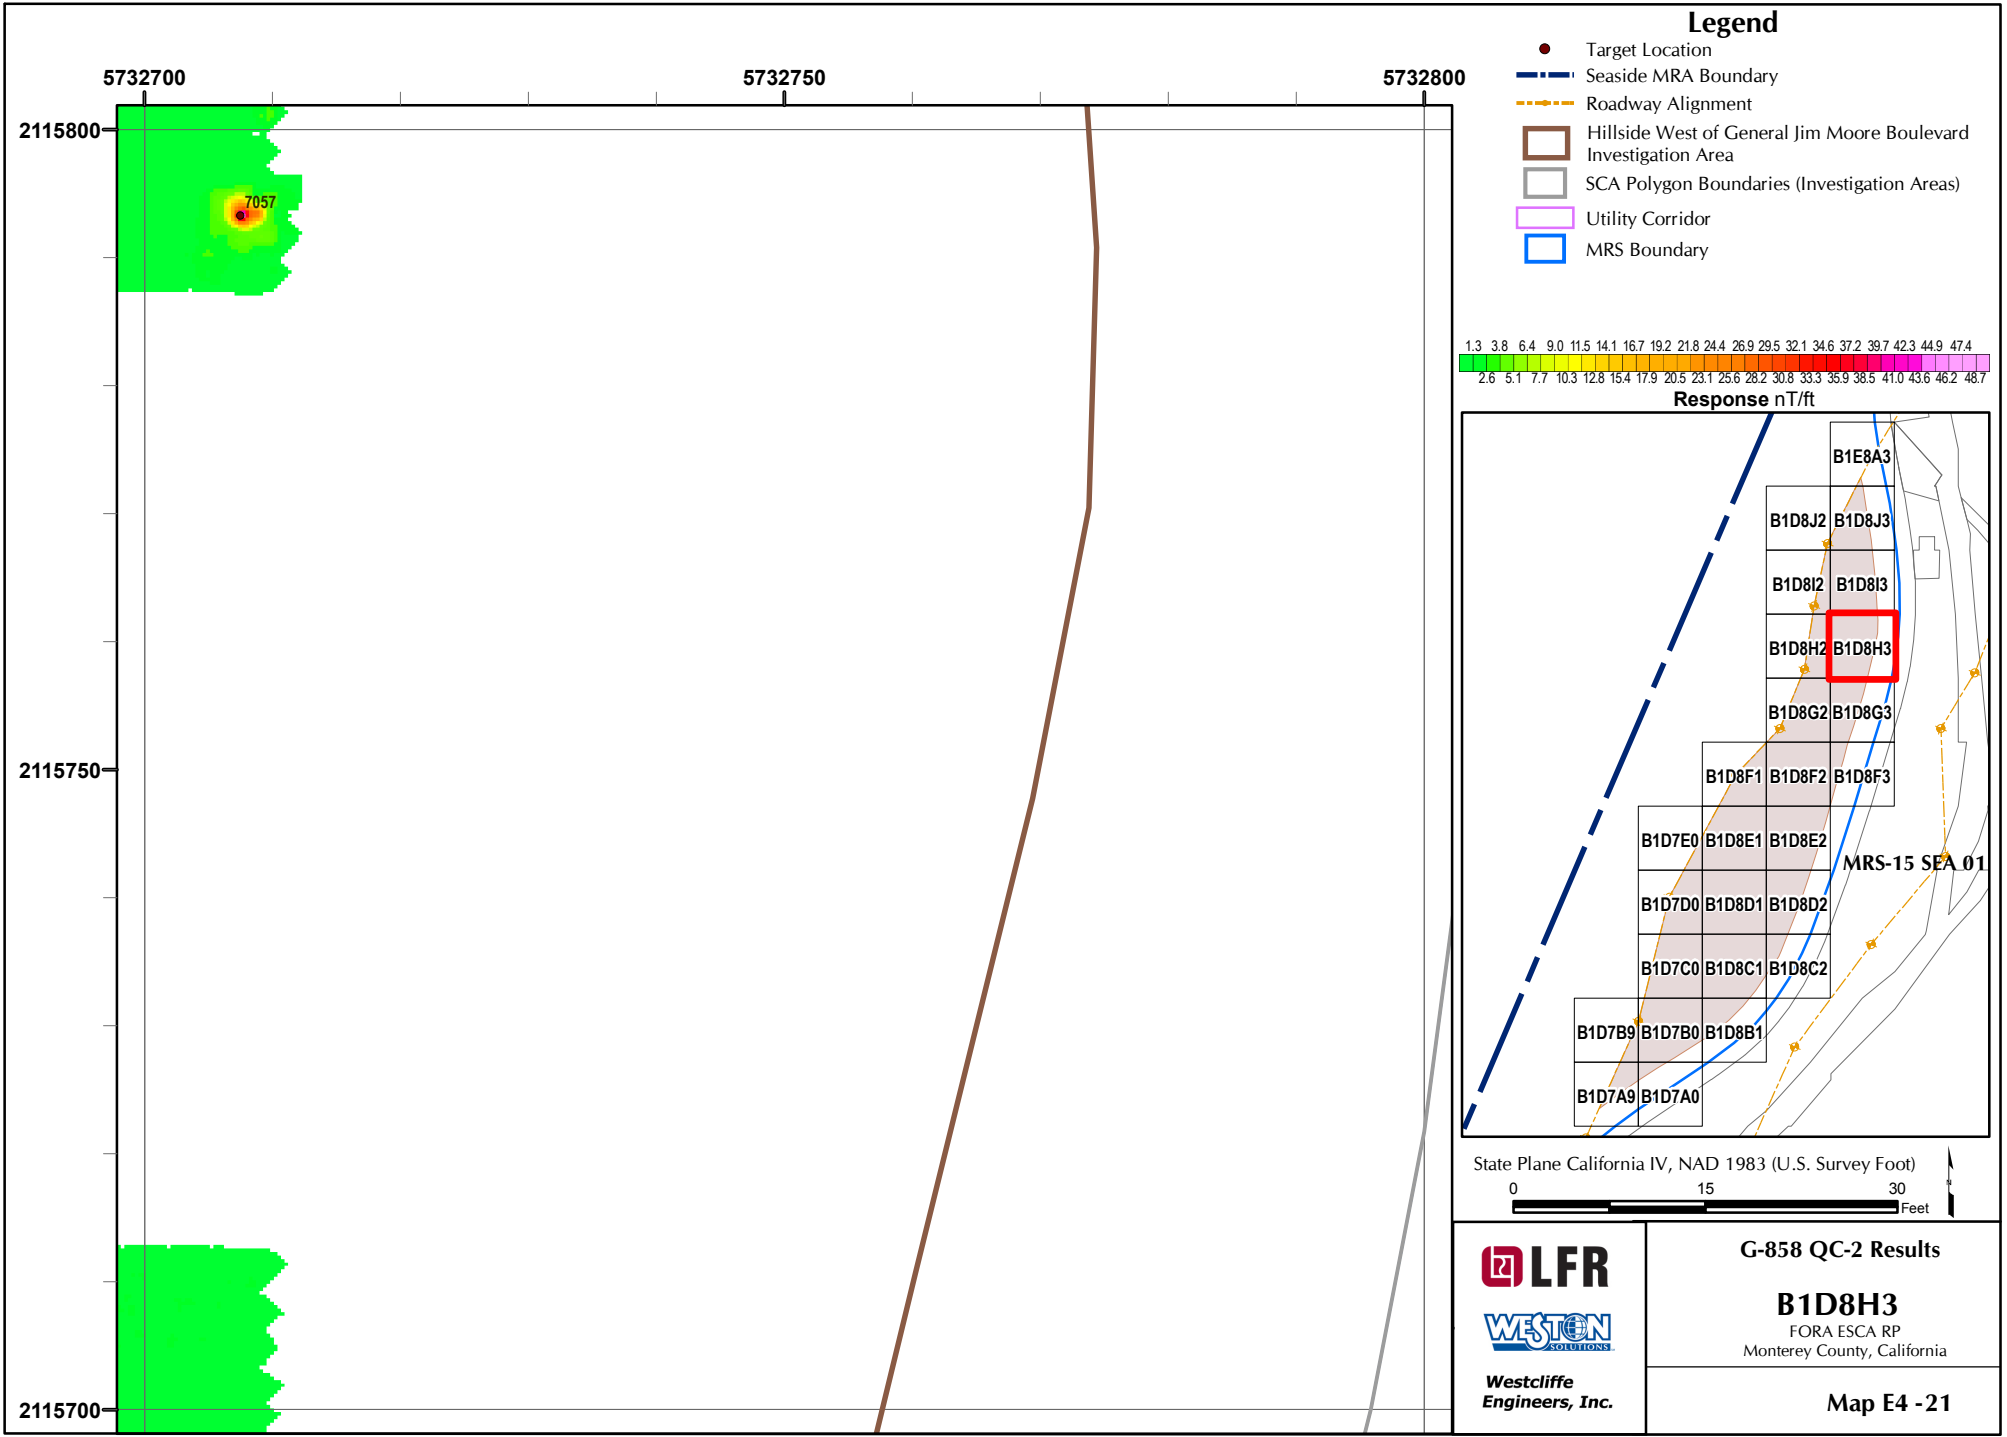 5732700
5732750
5732800
2115800
2115750
2115700
7057
Legend
Target Location
Seaside MRA Boundary
Roadway Alignment
Hillside West of General Jim Moore Boulevard
Investigation Area
SCA Polygon Boundaries (Investigation Areas)
Utility Corridor
MRS Boundary
1.3 3.8 6.4 9.0 11.5 14.1 16.7 19.2 21.8 24.4 26.9 29.5 32.1 34.6 37.2 39.7 42.3 44.9 47.4
2.6 5.1 7.7 10.3 12.8 15.4 17.9 20.5 23.1 25.6 28.2 30.8 33.3 35.9 38.5 41.0 43.6 46.2 48.7
Response nT/ft
B1E8A3
B1D8J2 B1D8J3
B1D8I2 B1D8I3
B1D8H2 B1D8H3
B1D8G2 B1D8G3
B1D8F1 B1D8F2 B1D8F3
B1D7E0 B1D8E1 B1D8E2
MRS-15 SEA 01
B1D7D0 B1D8D1 B1D8D2
B1D7C0 B1D8C1 B1D8C2
B1D7B9 B1D7B0 B1D8B1
B1D7A9 B1D7A0
State Plane California IV, NAD 1983 (U.S. Survey Foot)
0 15 30
Feet
N
LFR
WESTON
SOLUTIONS
Westcliffe
Engineers, Inc.
G-858 QC-2 Results
B1D8H3
FORA ESCA RP
Monterey County, California
Map E4 -21